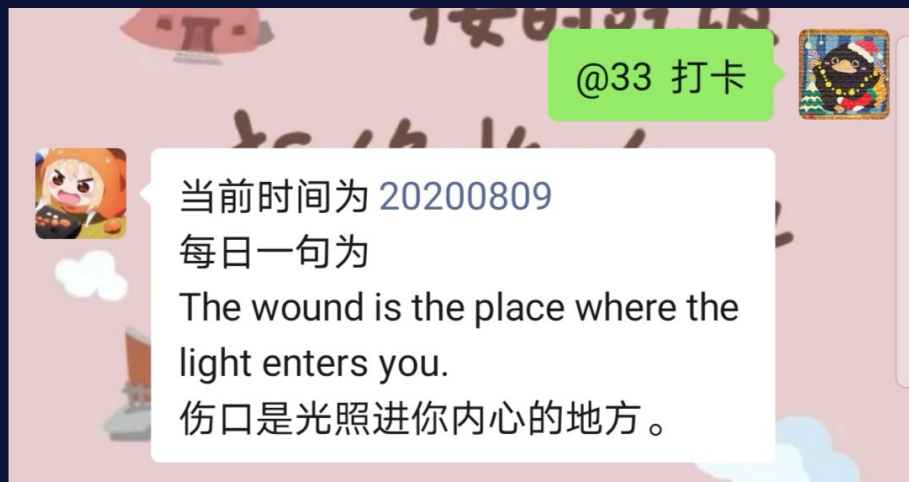 @33 打卡
当前时间为 20200809
每日一句为
The wound is the place where the
light enters you.
伤口是光照进你内心的地方。